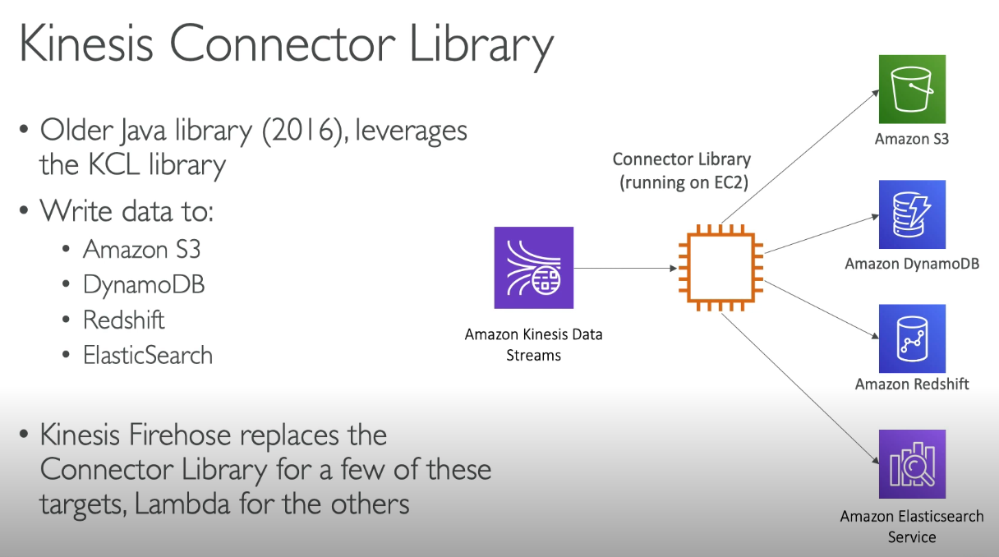 Kinesis Connector Library
• Older Java library (2016), leverages
the KCL library
• Write data to:
• Amazon S3
• DynamoDB
• Redshift
• ElasticSearch
• Kinesis Firehose replaces the
Connector Library for a few of these
targets, Lambda for the others
Amazon Kinesis Data
Streams
Connector Library
(running on EC2)
Amazon S3
Amazon DynamoDB
Amazon Redshift
Amazon Elasticsearch
Service